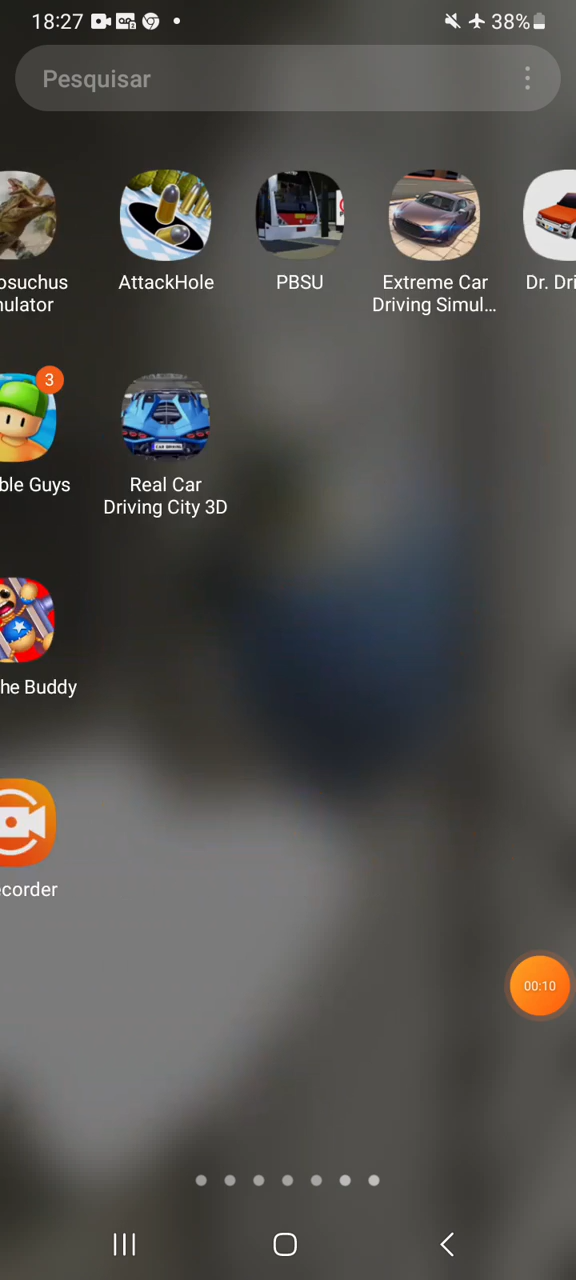 18:27
38%
Pesquisar
osuchus
nulator
AttackHole
PBSU
Extreme Car
Driving Simul...
Dr. Dri
3
ble Guys
Real Car
Driving City 3D
he Buddy
ecorder
00:10